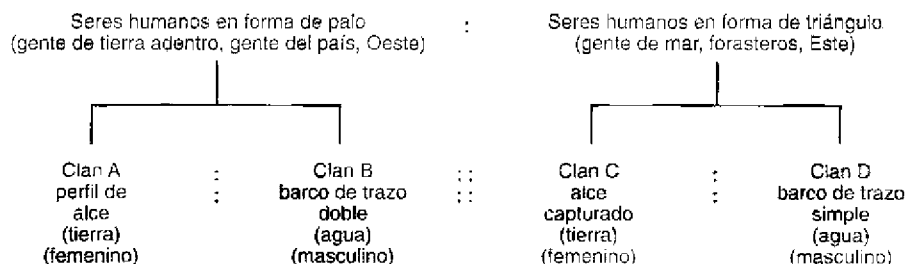 Seres humanos en forma de palo : Seres humanos en forma de triángulo
(gente de tierra adentro, gente del país, Oeste) (gente de mar, forasteros, Este)
Clan A : Clan B :: Clan C : Clan D
perfil de : barco de trazo :: alce : barco de trazo
alce doble capturado simple
(tierra) (agua) (tierra) (agua)
(femenino) (masculino) (femenino) (masculino)